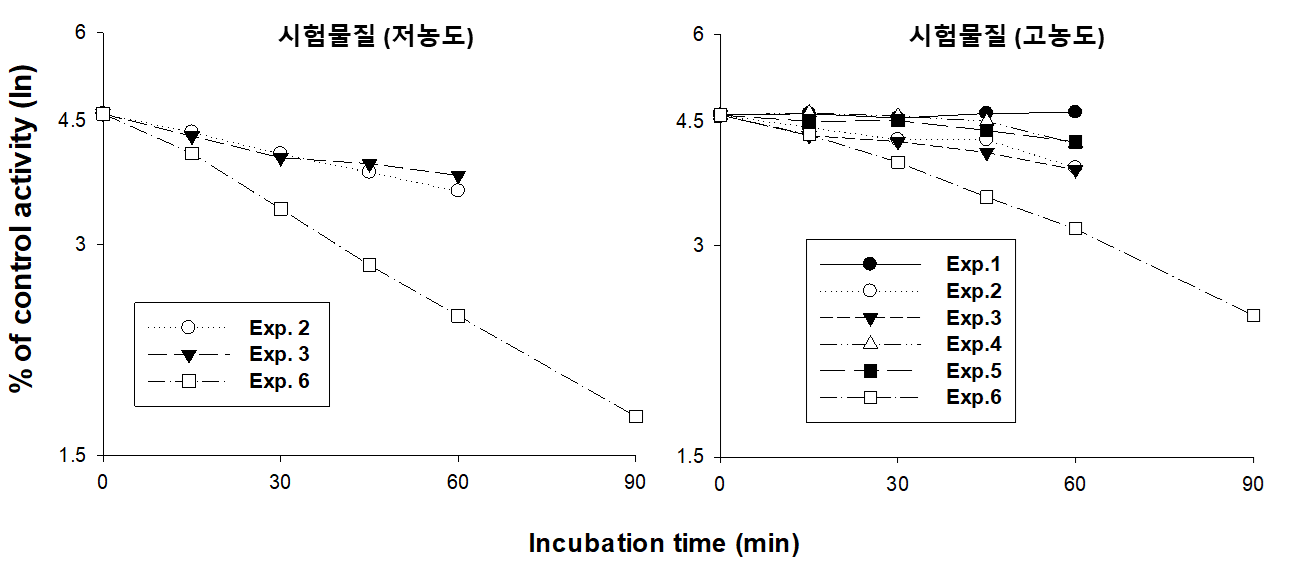 시험물질 (저농도)
6
4.5
3
1.5
0
30
60
90
% of control activity (ln)
Exp. 2
Exp. 3
Exp. 6
시험물질 (고농도)
6
4.5
3
1.5
0
30
60
90
Exp.1
Exp.2
Exp.3
Exp.4
Exp.5
Exp.6
Incubation time (min)